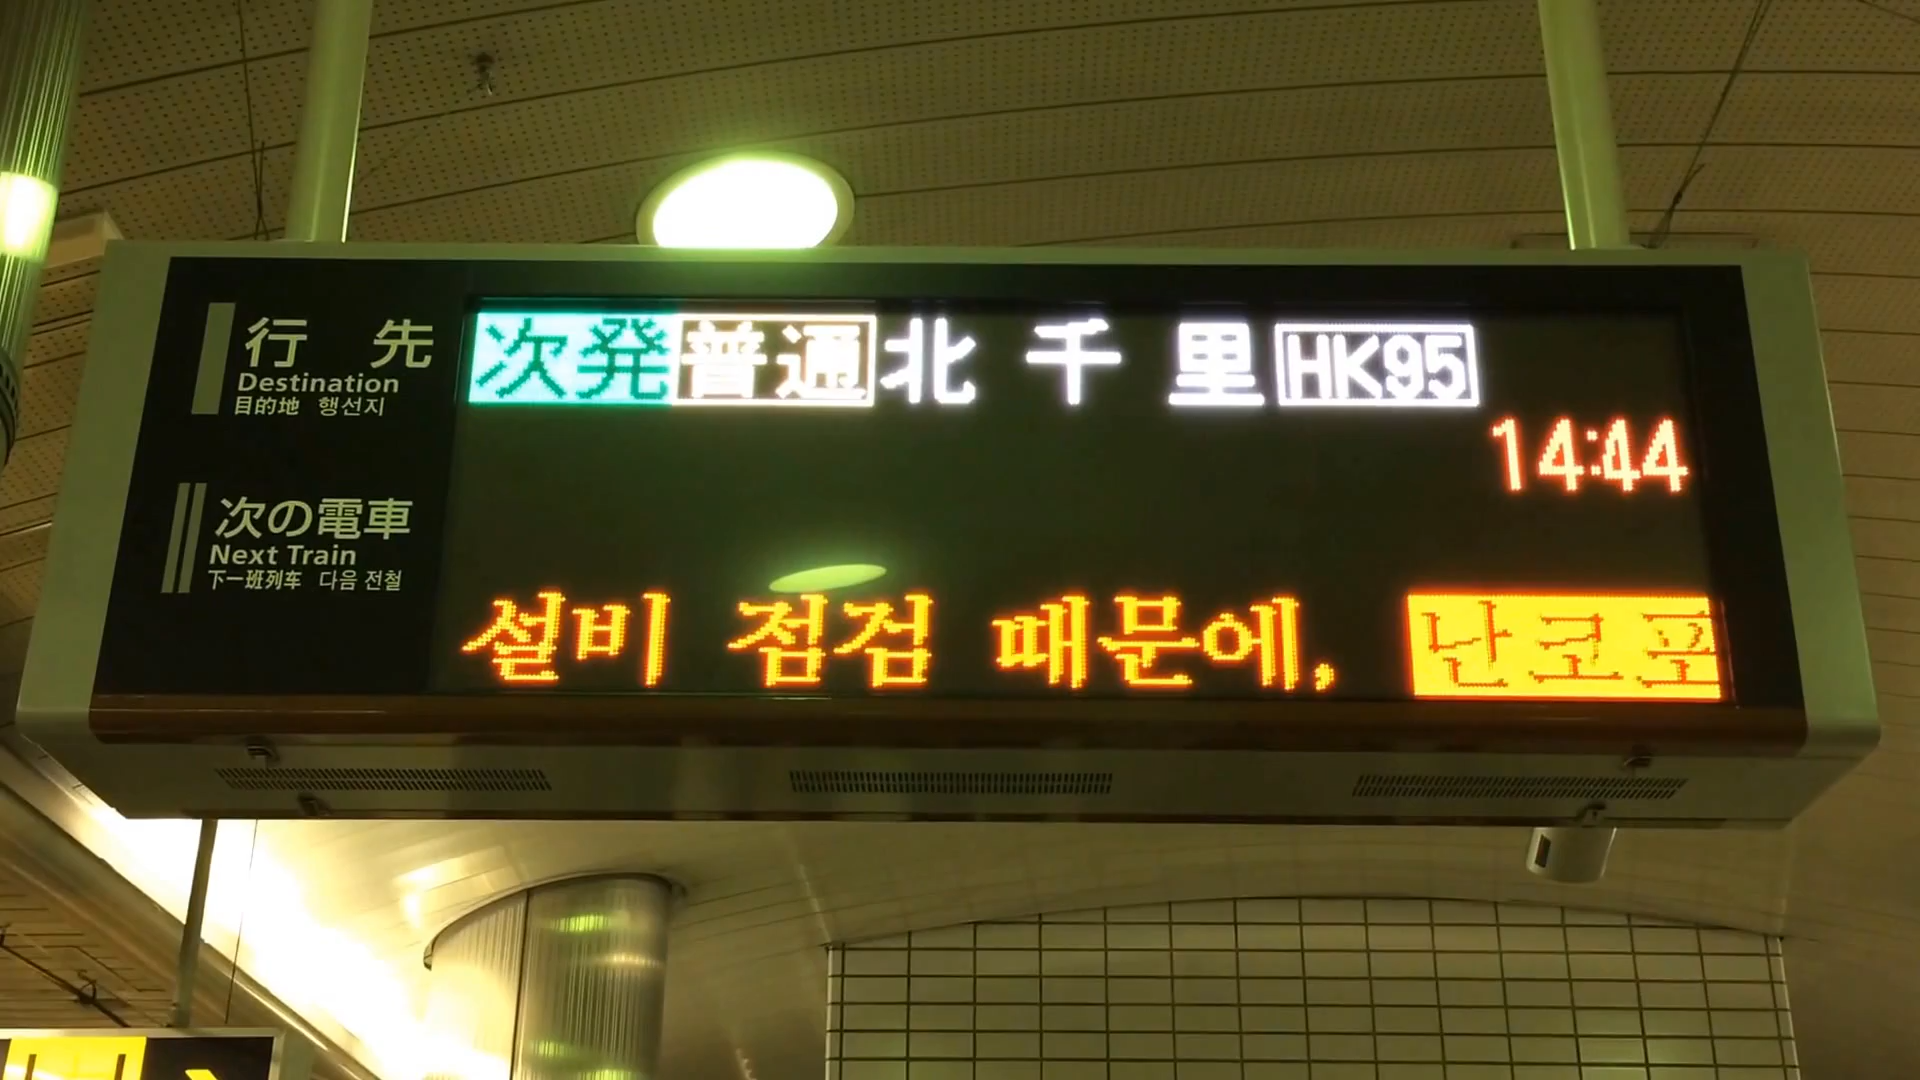 行先
Destination
目的地 행선지
次発 普通 北千里 HK95
14:44
次の電車
Next Train
下一班列车 다음 전철
설비 점검 때문에, 난코